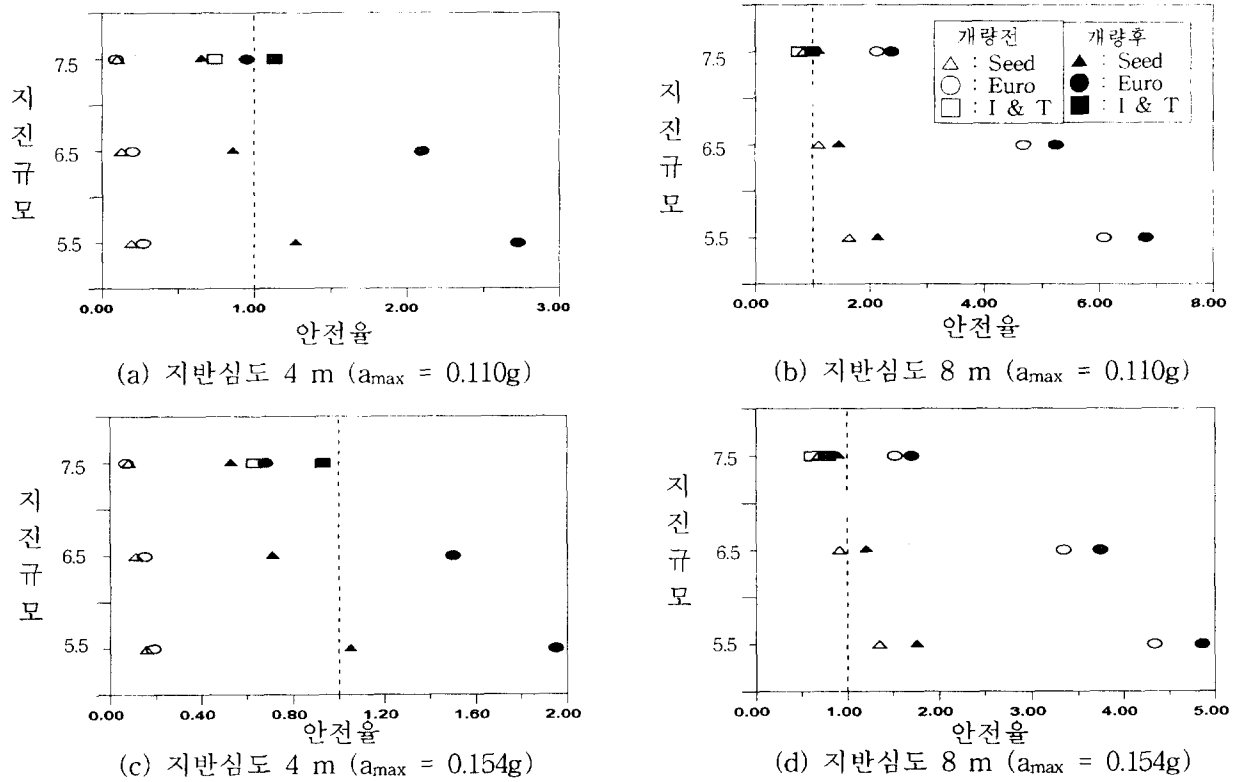 지진규모
7.5
6.5
5.5
0.00 1.00 2.00 3.00
안전율
(a) 지반심도 4 m (amax = 0.110g)
지진규모
7.5
6.5
5.5
개량전 개량후
△ : Seed ▲ : Seed
○ : Euro ● : Euro
□ : I & T ■ : I & T
0.00 2.00 4.00 6.00 8.00
안전율
(b) 지반심도 8 m (amax = 0.110g)
지진규모
7.5
6.5
5.5
0.00 0.40 0.80 1.20 1.60 2.00
안전율
(c) 지반심도 4 m (amax = 0.154g)
지진규모
7.5
6.5
5.5
0.00 1.00 2.00 3.00 4.00 5.00
안전율
(d) 지반심도 8 m (amax = 0.154g)